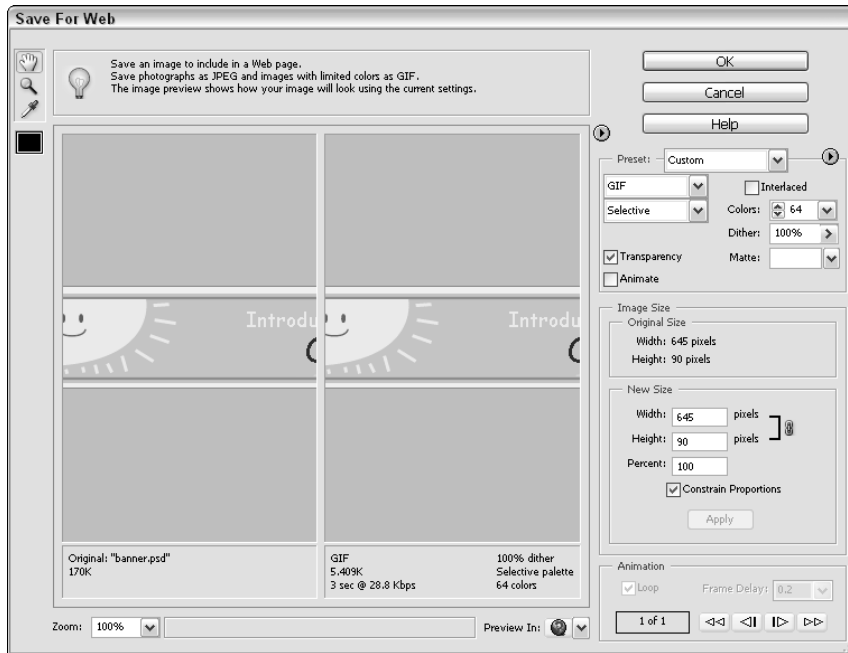 Save For Web
Save an image to include in a Web page.
Save photographs as JPEG and images with limited colors as GIF.
The image preview shows how your image will look using the current settings.
OK
Cancel
Help
Preset: Custom
GIF
Interlaced
Selective
Colors: 64
Dither: 100%
Transparency
Matte:
Animate
Introdu
Introdu
Image Size
Original Size
Width: 645 pixels
Height: 90 pixels
New Size
Width: 645 pixels
Height: 90 pixels
Percent: 100
Constrain Proportions
Apply
Original: "banner.psd"
170K
GIF
5.409K
3 sec @ 28.8 Kbps
100% dither
Selective palette
64 colors
Animation
Loop
Frame Delay: 0.2
1 of 1
Zoom: 100%
Preview In: